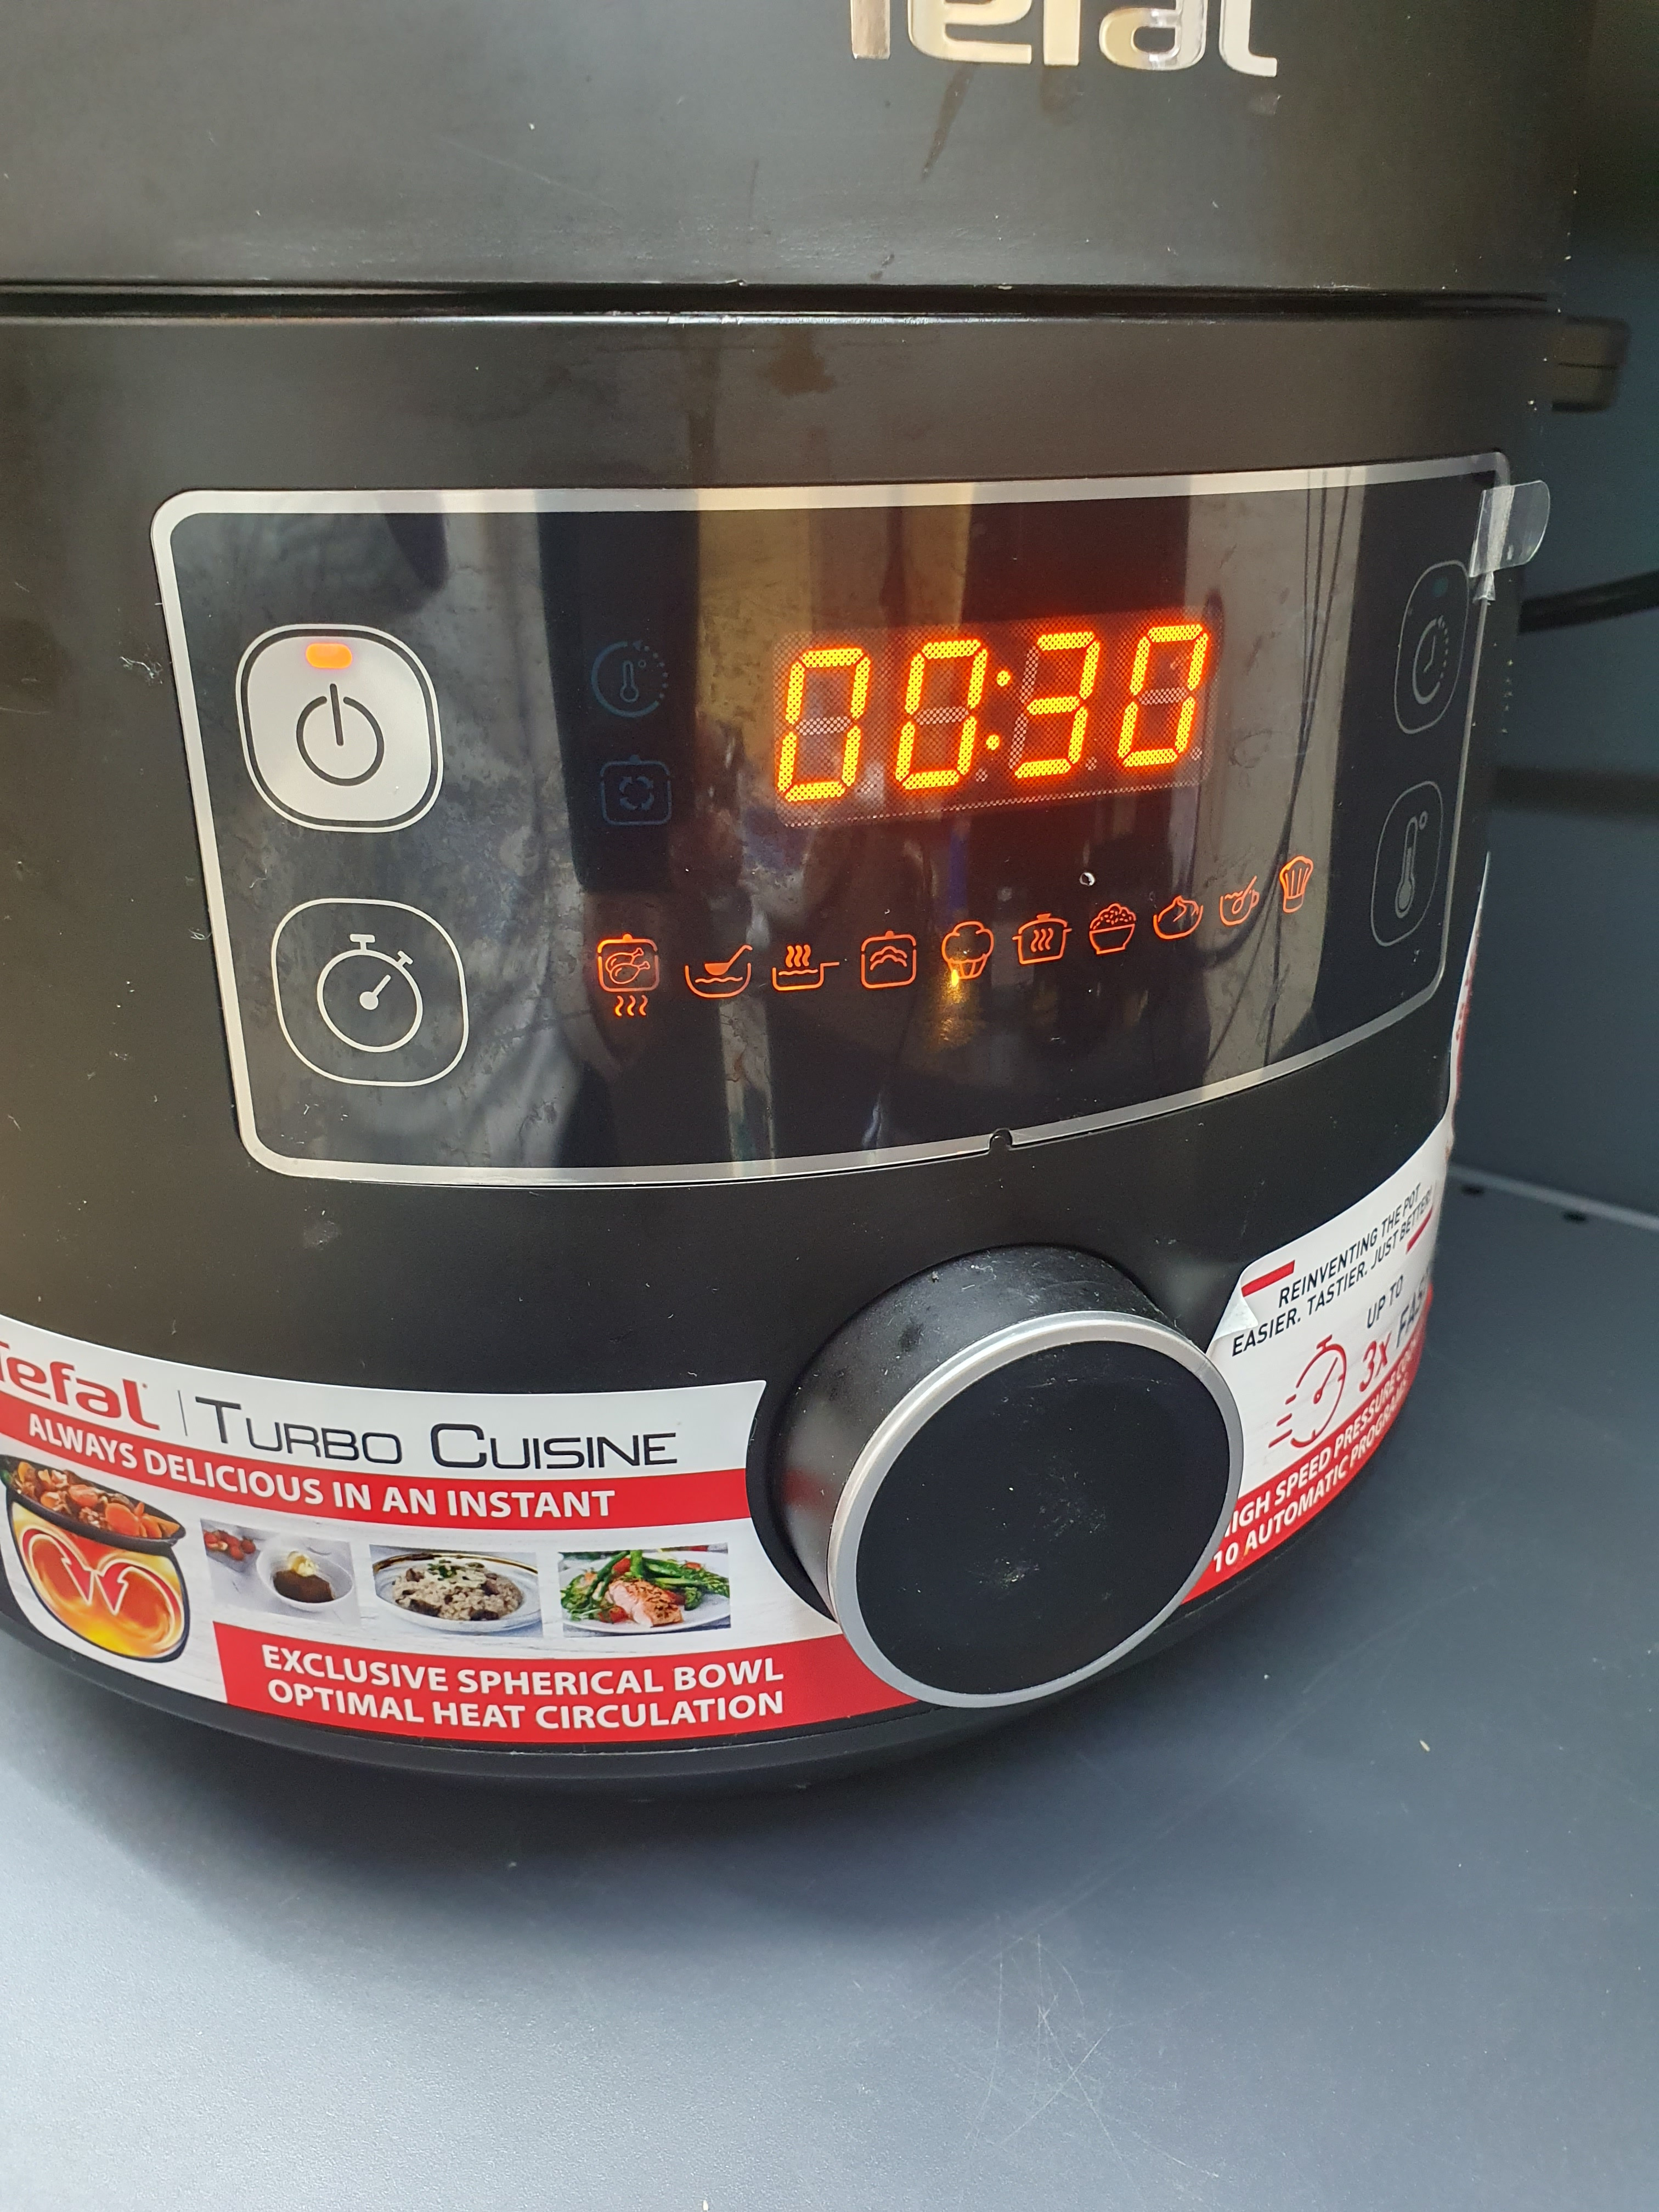 Tefal
00:30
Tefal | TURBO CUISINE
ALWAYS DELICIOUS IN AN INSTANT
EXCLUSIVE SPHERICAL BOWL
OPTIMAL HEAT CIRCULATION
REINVENTING THE POT
EASIER. TASTIER. JUST BETTER!
UP TO
3x
HIGH SPEED PRESSURE
10 AUTOMATIC